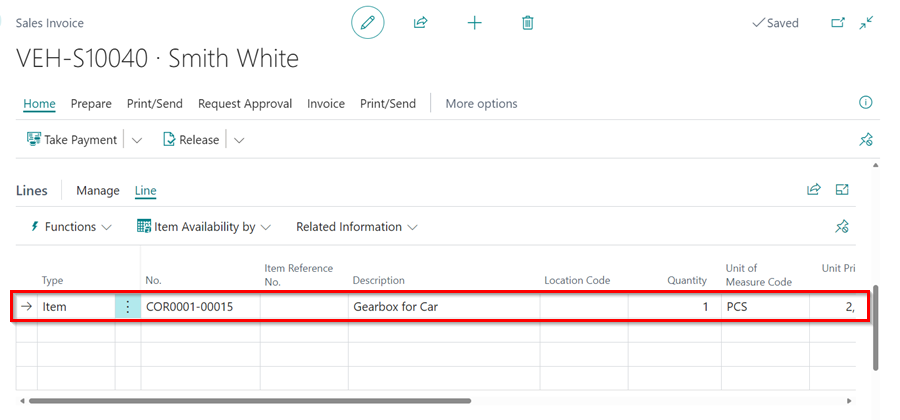 Sales Invoice
Saved
VEH-S10040 · Smith White
Home Prepare Print/Send Request Approval Invoice Print/Send More options
Take Payment Release
Lines Manage Line
Functions Item Availability by Related Information
Type No. Item Reference No. Description Location Code Quantity Unit of Measure Code Unit Pri
Item COR0001-00015 Gearbox for Car 1 PCS 2,